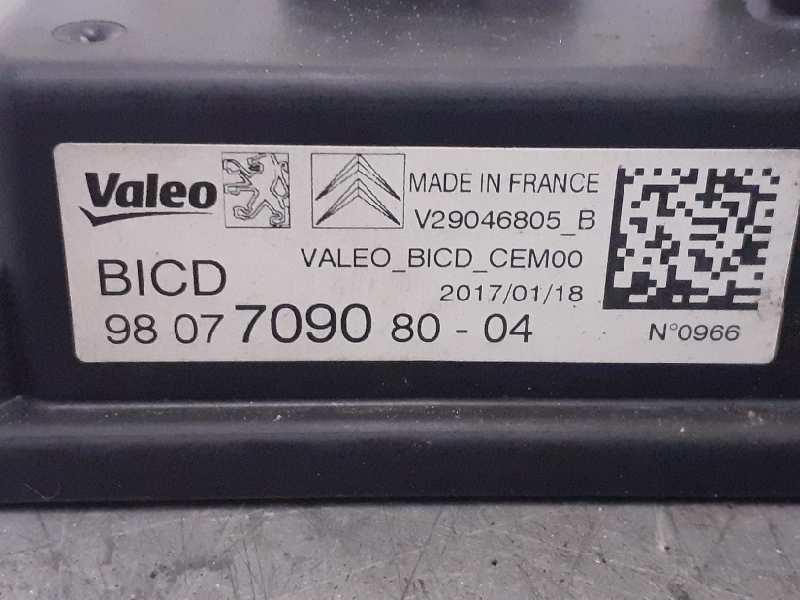 Valeo
MADE IN FRANCE
V29046805_B
VALEO_BICD_CEM00
BICD
2017/01/18
98 07 7090 80 - 04
N°0966